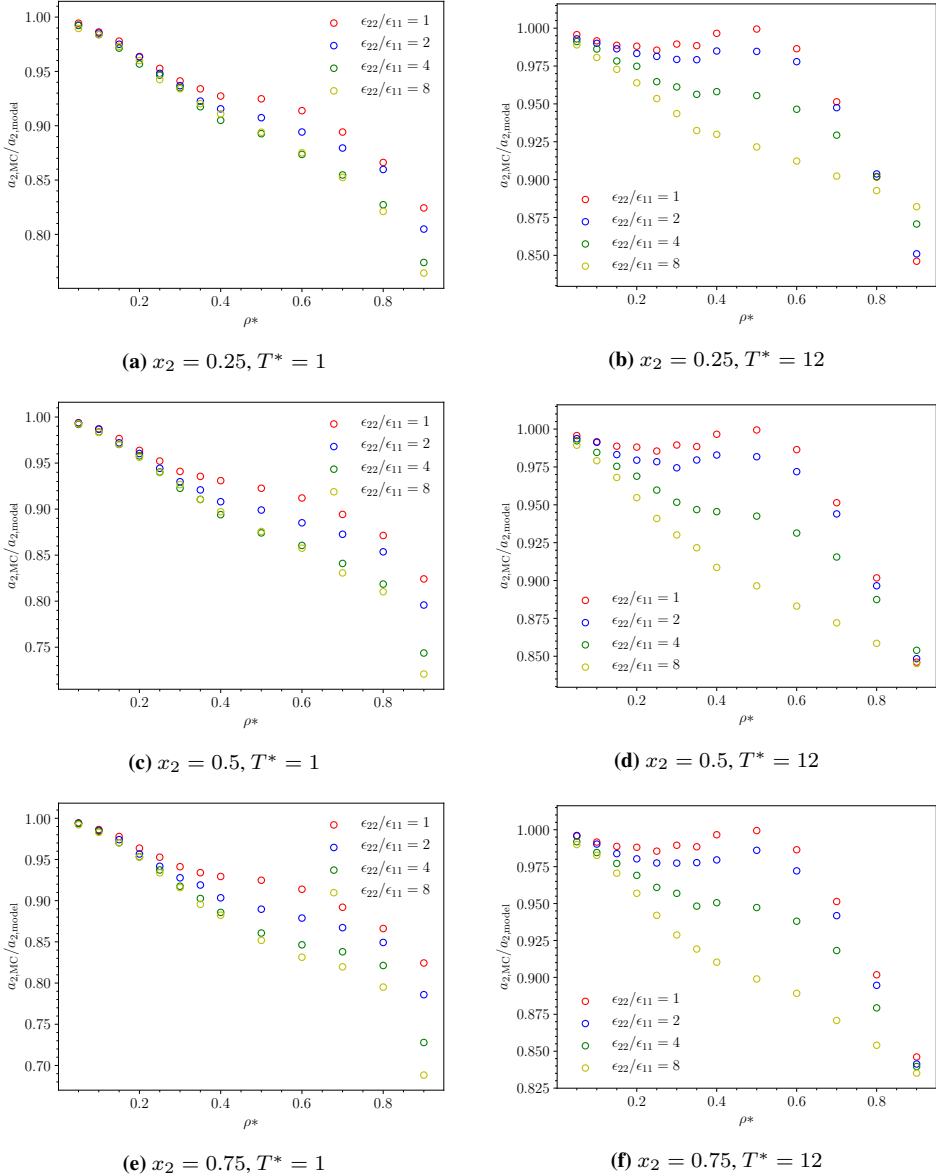 1.00
0.95
0.90
0.85
0.80
0.2 0.4 0.6 0.8
a2,MC/a2,model
ρ*
ϵ22/ϵ11 = 1
ϵ22/ϵ11 = 2
ϵ22/ϵ11 = 4
ϵ22/ϵ11 = 8
(a) x2 = 0.25, T* = 1
1.000
0.975
0.950
0.925
0.900
0.875
0.850
0.2 0.4 0.6 0.8
a2,MC/a2,model
ρ*
ϵ22/ϵ11 = 1
ϵ22/ϵ11 = 2
ϵ22/ϵ11 = 4
ϵ22/ϵ11 = 8
(b) x2 = 0.25, T* = 12
1.00
0.95
0.90
0.85
0.80
0.75
0.2 0.4 0.6 0.8
a2,MC/a2,model
ρ*
ϵ22/ϵ11 = 1
ϵ22/ϵ11 = 2
ϵ22/ϵ11 = 4
ϵ22/ϵ11 = 8
(c) x2 = 0.5, T* = 1
1.000
0.975
0.950
0.925
0.900
0.875
0.850
0.2 0.4 0.6 0.8
a2,MC/a2,model
ρ*
ϵ22/ϵ11 = 1
ϵ22/ϵ11 = 2
ϵ22/ϵ11 = 4
ϵ22/ϵ11 = 8
(d) x2 = 0.5, T* = 12
1.00
0.95
0.90
0.85
0.80
0.75
0.70
0.2 0.4 0.6 0.8
a2,MC/a2,model
ρ*
ϵ22/ϵ11 = 1
ϵ22/ϵ11 = 2
ϵ22/ϵ11 = 4
ϵ22/ϵ11 = 8
(e) x2 = 0.75, T* = 1
1.000
0.975
0.950
0.925
0.900
0.875
0.850
0.825
0.2 0.4 0.6 0.8
a2,MC/a2,model
ρ*
ϵ22/ϵ11 = 1
ϵ22/ϵ11 = 2
ϵ22/ϵ11 = 4
ϵ22/ϵ11 = 8
(f) x2 = 0.75, T* = 12